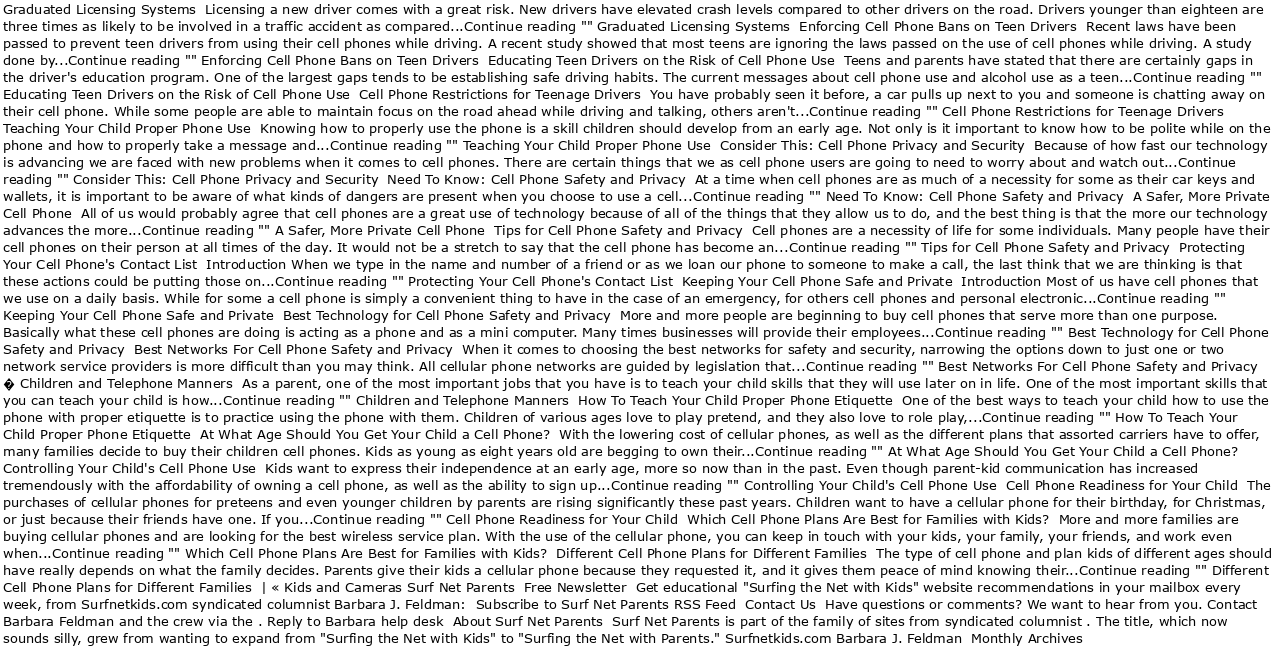 Graduated Licensing Systems  Licensing a new driver comes with a great risk. New drivers have elevated crash levels compared to other drivers on the road. Drivers younger than eighteen are
three times as likely to be involved in a traffic accident as compared...Continue reading "" Graduated Licensing Systems  Enforcing Cell Phone Bans on Teen Drivers  Recent laws have been
passed to prevent teen drivers from using their cell phones while driving. A recent study showed that most teens are ignoring the laws passed on the use of cell phones while driving. A study
done by...Continue reading "" Enforcing Cell Phone Bans on Teen Drivers  Educating Teen Drivers on the Risk of Cell Phone Use  Teens and parents have stated that there are certainly gaps in
the driver's education program. One of the largest gaps tends to be establishing safe driving habits. The current messages about cell phone use and alcohol use as a teen...Continue reading ""
Educating Teen Drivers on the Risk of Cell Phone Use  Cell Phone Restrictions for Teenage Drivers  You have probably seen it before, a car pulls up next to you and someone is chatting away on
their cell phone. While some people are able to maintain focus on the road ahead while driving and talking, others aren't...Continue reading "" Cell Phone Restrictions for Teenage Drivers
Teaching Your Child Proper Phone Use  Knowing how to properly use the phone is a skill children should develop from an early age. Not only is it important to know how to be polite while on the
phone and how to properly take a message and...Continue reading "" Teaching Your Child Proper Phone Use  Consider This: Cell Phone Privacy and Security  Because of how fast our technology
is advancing we are faced with new problems when it comes to cell phones. There are certain things that we as cell phone users are going to need to worry about and watch out...Continue
reading "" Consider This: Cell Phone Privacy and Security  Need To Know: Cell Phone Safety and Privacy  At a time when cell phones are as much of a necessity for some as their car keys and
wallets, it is important to be aware of what kinds of dangers are present when you choose to use a cell...Continue reading "" Need To Know: Cell Phone Safety and Privacy  A Safer, More Private
Cell Phone  All of us would probably agree that cell phones are a great use of technology because of all of the things that they allow us to do, and the best thing is that the more our technology
advances the more...Continue reading "" A Safer, More Private Cell Phone  Tips for Cell Phone Safety and Privacy  Cell phones are a necessity of life for some individuals. Many people have their
cell phones on their person at all times of the day. It would not be a stretch to say that the cell phone has become an...Continue reading "" Tips for Cell Phone Safety and Privacy  Protecting
Your Cell Phone's Contact List  Introduction When we type in the name and number of a friend or as we loan our phone to someone to make a call, the last think that we are thinking is that
these actions could be putting those on...Continue reading "" Protecting Your Cell Phone's Contact List  Keeping Your Cell Phone Safe and Private  Introduction Most of us have cell phones that
we use on a daily basis. While for some a cell phone is simply a convenient thing to have in the case of an emergency, for others cell phones and personal electronic...Continue reading ""
Keeping Your Cell Phone Safe and Private  Best Technology for Cell Phone Safety and Privacy  More and more people are beginning to buy cell phones that serve more than one purpose.
Basically what these cell phones are doing is acting as a phone and as a mini computer. Many times businesses will provide their employees...Continue reading "" Best Technology for Cell Phone
Safety and Privacy  Best Networks For Cell Phone Safety and Privacy  When it comes to choosing the best networks for safety and security, narrowing the options down to just one or two
network service providers is more difficult than you may think. All cellular phone networks are guided by legislation that...Continue reading "" Best Networks For Cell Phone Safety and Privacy
� Children and Telephone Manners  As a parent, one of the most important jobs that you have is to teach your child skills that they will use later on in life. One of the most important skills that
you can teach your child is how...Continue reading "" Children and Telephone Manners  How To Teach Your Child Proper Phone Etiquette  One of the best ways to teach your child how to use the
phone with proper etiquette is to practice using the phone with them. Children of various ages love to play pretend, and they also love to role play,...Continue reading "" How To Teach Your
Child Proper Phone Etiquette  At What Age Should You Get Your Child a Cell Phone?  With the lowering cost of cellular phones, as well as the different plans that assorted carriers have to offer,
many families decide to buy their children cell phones. Kids as young as eight years old are begging to own their...Continue reading "" At What Age Should You Get Your Child a Cell Phone?
Controlling Your Child's Cell Phone Use  Kids want to express their independence at an early age, more so now than in the past. Even though parent-kid communication has increased
tremendously with the affordability of owning a cell phone, as well as the ability to sign up...Continue reading "" Controlling Your Child's Cell Phone Use  Cell Phone Readiness for Your Child  The
purchases of cellular phones for preteens and even younger children by parents are rising significantly these past years. Children want to have a cellular phone for their birthday, for Christmas,
or just because their friends have one. If you...Continue reading "" Cell Phone Readiness for Your Child  Which Cell Phone Plans Are Best for Families with Kids?  More and more families are
buying cellular phones and are looking for the best wireless service plan. With the use of the cellular phone, you can keep in touch with your kids, your family, your friends, and work even
when...Continue reading "" Which Cell Phone Plans Are Best for Families with Kids?  Different Cell Phone Plans for Different Families  The type of cell phone and plan kids of different ages should
have really depends on what the family decides. Parents give their kids a cellular phone because they requested it, and it gives them peace of mind knowing their...Continue reading "" Different
Cell Phone Plans for Different Families  | « Kids and Cameras Surf Net Parents  Free Newsletter  Get educational "Surfing the Net with Kids" website recommendations in your mailbox every
week, from Surfnetkids.com syndicated columnist Barbara J. Feldman:  Subscribe to Surf Net Parents RSS Feed  Contact Us  Have questions or comments? We want to hear from you. Contact
Barbara Feldman and the crew via the . Reply to Barbara help desk  About Surf Net Parents  Surf Net Parents is part of the family of sites from syndicated columnist . The title, which now
sounds silly, grew from wanting to expand from "Surfing the Net with Kids" to "Surfing the Net with Parents." Surfnetkids.com Barbara J. Feldman  Monthly Archives